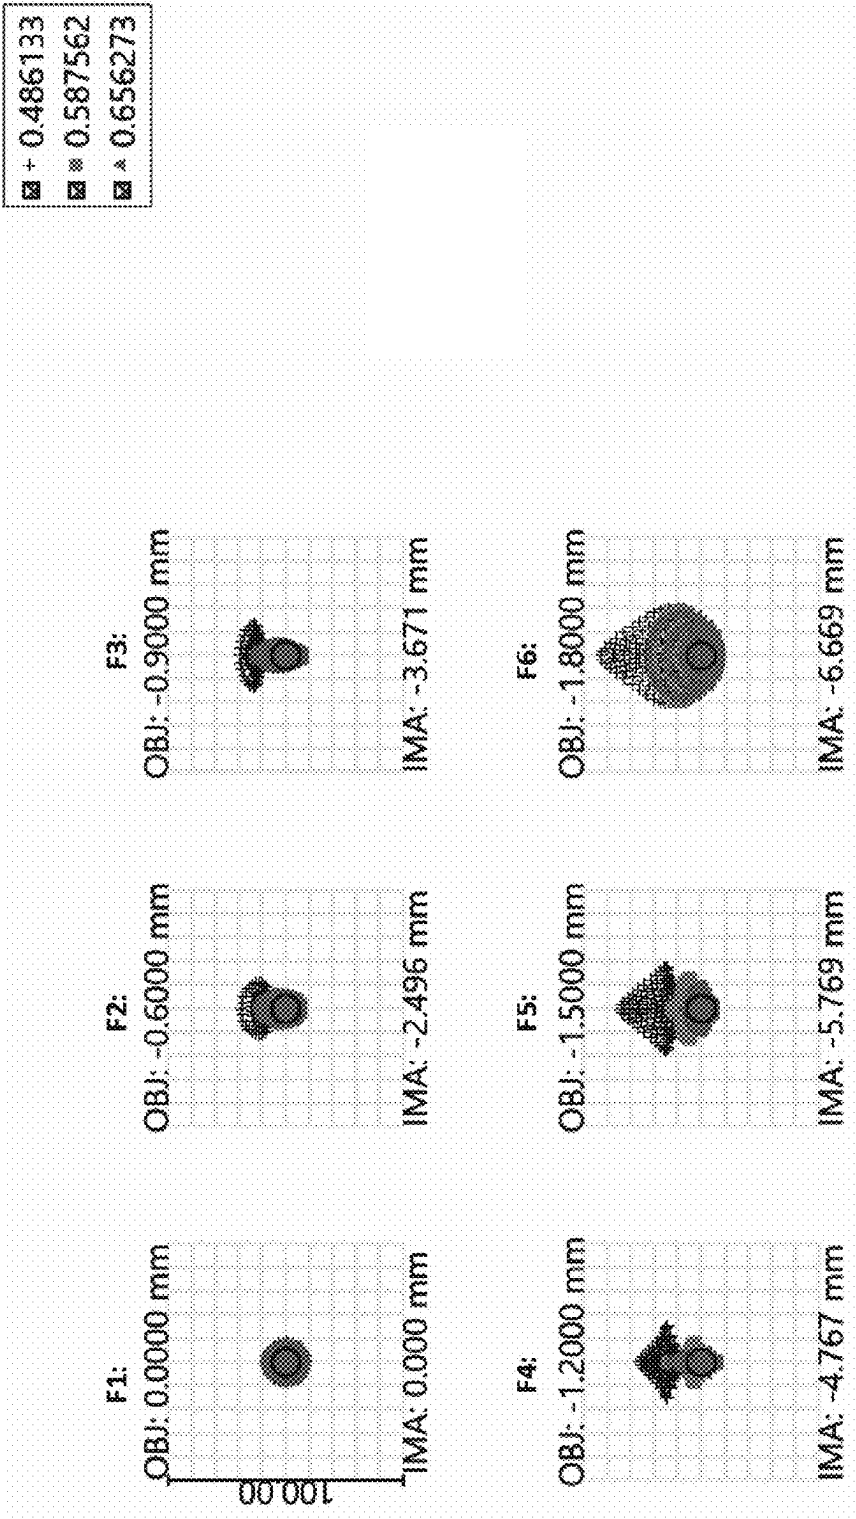 + 0.486133
0.587562
0.656273
F1:
OBJ: 0.0000 mm
100.00
IMA: 0.000 mm
F2:
OBJ: -0.6000 mm
IMA: -2.496 mm
F3:
OBJ: -0.9000 mm
IMA: -3.671 mm
F4:
OBJ: -1.2000 mm
IMA: -4.767 mm
F5:
OBJ: -1.5000 mm
IMA: -5.769 mm
F6:
OBJ: -1.8000 mm
IMA: -6.669 mm